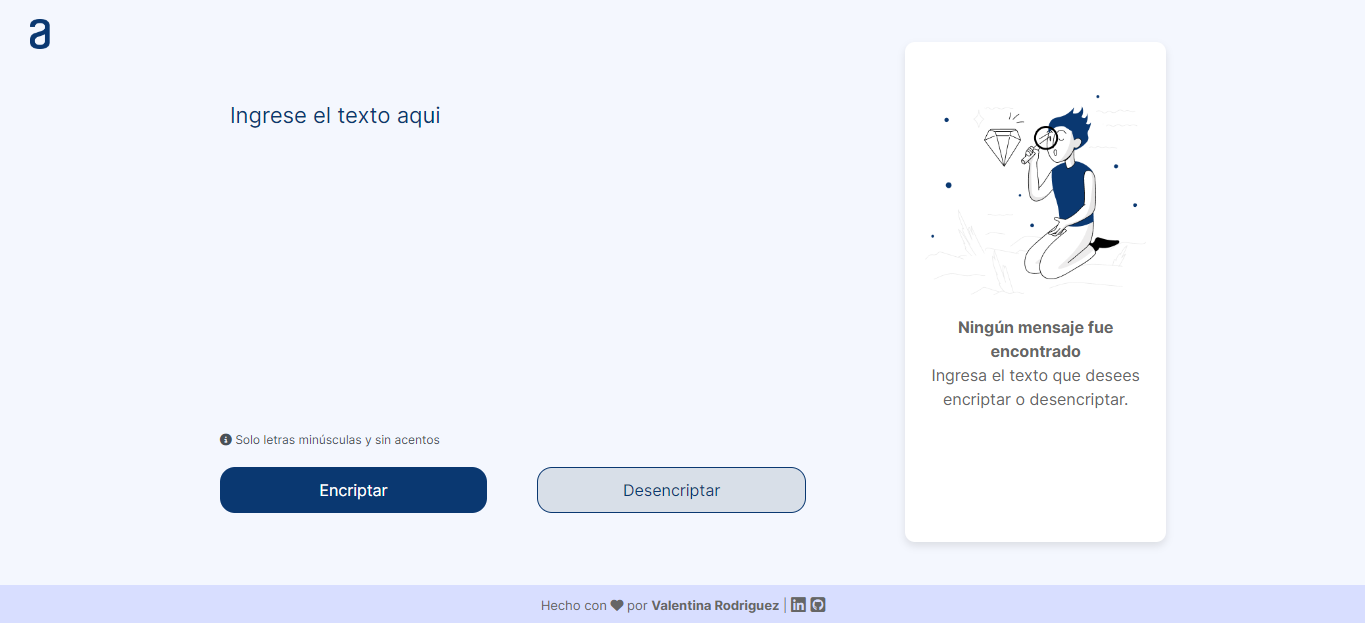 a
Ingrese el texto aqui
Solo letras minúsculas y sin acentos
Encriptar
Desencriptar
Ningún mensaje fue
encontrado
Ingresa el texto que desees
encriptar o desencriptar.
Hecho con por Valentina Rodriguez | in